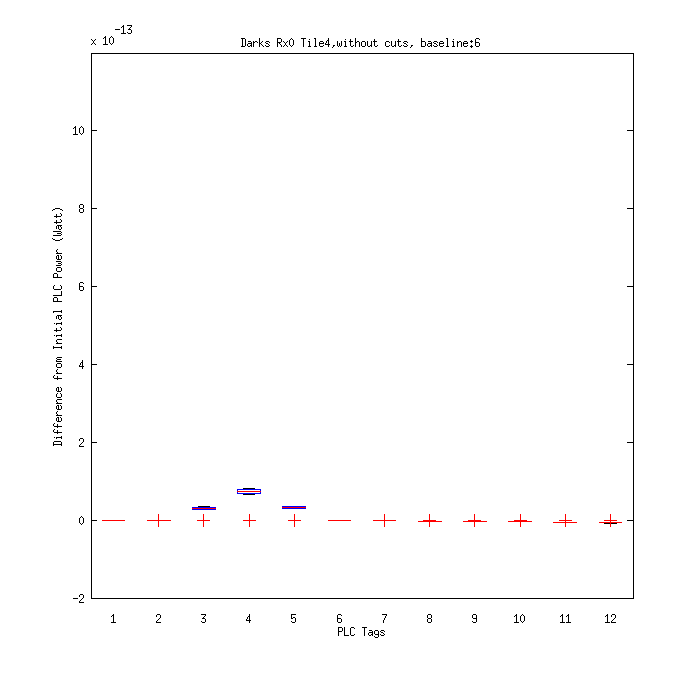 x 10-13
Darks Rx0 Tile4,without cuts, baseline:6
10
8
6
4
2
0
-2
Difference from Initial PLC Power (Watt)
1 2 3 4 5 6 7 8 9 10 11 12
PLC Tags